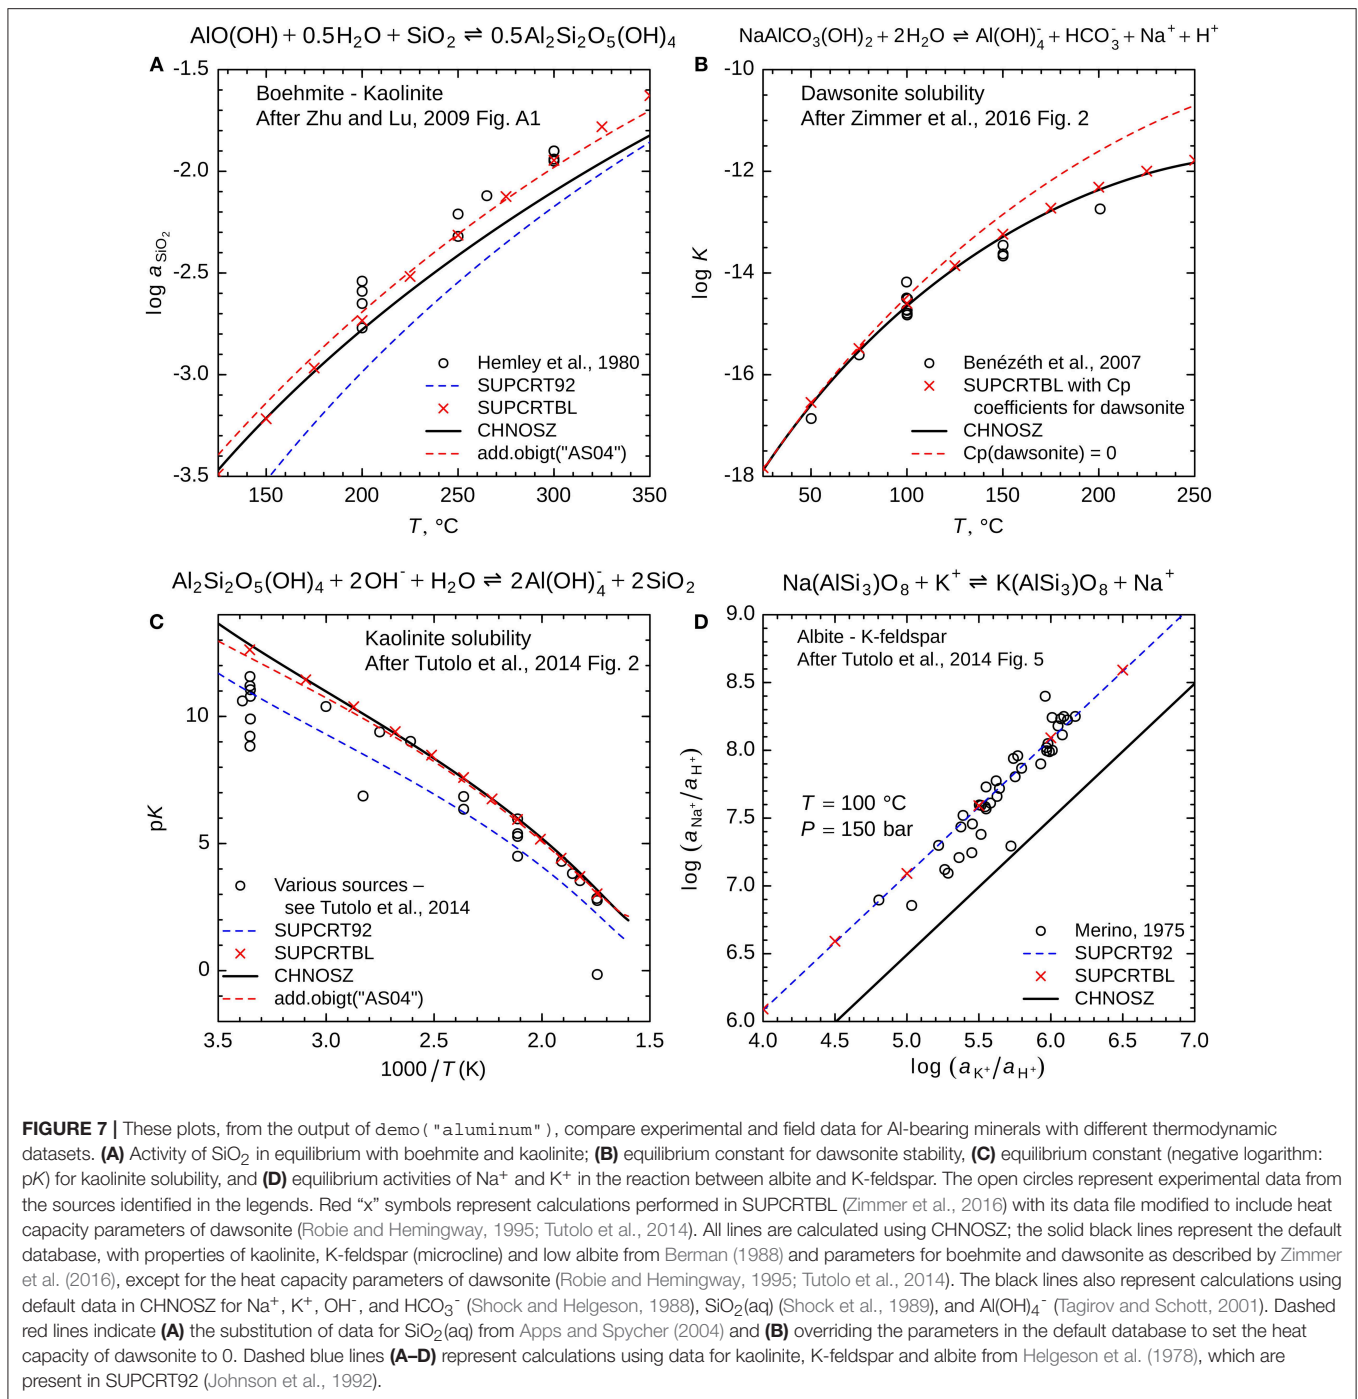 AlO(OH) + 0.5H₂O + SiO₂ ⇌ 0.5Al₂Si₂O₅(OH)₄
A
Boehmite - Kaolinite
After Zhu and Lu, 2009 Fig. A1
log a SiO₂
-1.5
-2.0
-2.5
-3.0
-3.5
Hemley et al., 1980
SUPCRT92
SUPCRTBL
CHNOSZ
add.obigt("AS04")
150 200 250 300 350
T, °C
NaAlCO₃(OH)₂ + 2H₂O ⇌ Al(OH)₄⁻ + HCO₃⁻ + Na⁺ + H⁺
B
Dawsonite solubility
After Zimmer et al., 2016 Fig. 2
log K
-10
-12
-14
-16
-18
Benézéth et al., 2007
SUPCRTBL with Cp
coefficients for dawsonite
CHNOSZ
Cp(dawsonite) = 0
50 100 150 200 250
T, °C
Al₂Si₂O₅(OH)₄ + 2OH⁻ + H₂O ⇌ 2Al(OH)₄⁻ + 2SiO₂
C
Kaolinite solubility
After Tutolo et al., 2014 Fig. 2
pK
10
5
0
Various sources –
see Tutolo et al., 2014
SUPCRT92
SUPCRTBL
CHNOSZ
add.obigt("AS04")
3.5 3.0 2.5 2.0 1.5
1000/T(K)
Na(AlSi₃)O₈ + K⁺ ⇌ K(AlSi₃)O₈ + Na⁺
D
Albite - K-feldspar
After Tutolo et al., 2014 Fig. 5
log (a Na⁺/a H⁺)
9.0
8.5
8.0
7.5
7.0
6.5
6.0
T = 100 °C
P = 150 bar
Merino, 1975
SUPCRT92
SUPCRTBL
CHNOSZ
4.0 4.5 5.0 5.5 6.0 6.5 7.0
log (a K⁺/a H⁺)
FIGURE 7 | These plots, from the output of demo("aluminum"), compare experimental and field data for Al-bearing minerals with different thermodynamic
datasets. (A) Activity of SiO₂ in equilibrium with boehmite and kaolinite; (B) equilibrium constant for dawsonite stability, (C) equilibrium constant (negative logarithm:
pK) for kaolinite solubility, and (D) equilibrium activities of Na⁺ and K⁺ in the reaction between albite and K-feldspar. The open circles represent experimental data from
the sources identified in the legends. Red “x” symbols represent calculations performed in SUPCRTBL (Zimmer et al., 2016) with its data file modified to include heat
capacity parameters of dawsonite (Robie and Hemingway, 1995; Tutolo et al., 2014). All lines are calculated using CHNOSZ; the solid black lines represent the default
database, with properties of kaolinite, K-feldspar (microcline) and low albite from Berman (1988) and parameters for boehmite and dawsonite as described by Zimmer
et al. (2016), except for the heat capacity parameters of dawsonite (Robie and Hemingway, 1995; Tutolo et al., 2014). The black lines also represent calculations using
default data in CHNOSZ for Na⁺, K⁺, OH⁻, and HCO₃⁻ (Shock and Helgeson, 1988), SiO₂(aq) (Shock et al., 1989), and Al(OH)₄⁻ (Tagirov and Schott, 2001). Dashed
red lines indicate (A) the substitution of data for SiO₂(aq) from Apps and Spycher (2004) and (B) overriding the parameters in the default database to set the heat
capacity of dawsonite to 0. Dashed blue lines (A–D) represent calculations using data for kaolinite, K-feldspar and albite from Helgeson et al. (1978), which are
present in SUPCRT92 (Johnson et al., 1992).